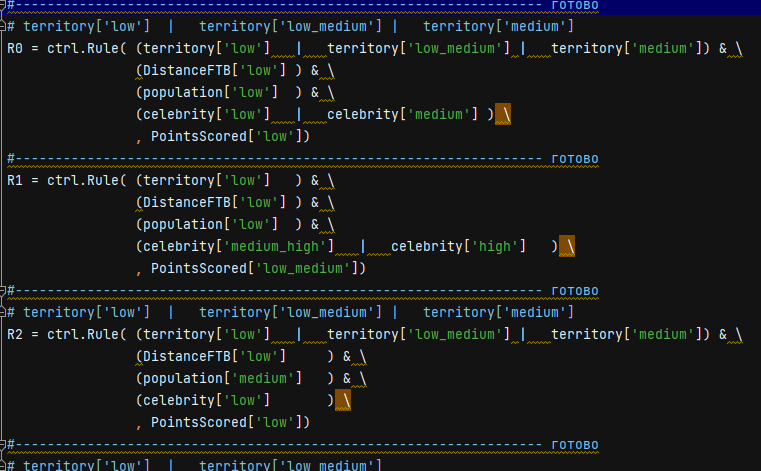 #------------------------------------------------------------------ готово
# territory['low']  |   territory['low_medium'] |   territory['medium']
R0 = ctrl.Rule( (territory['low']   |   territory['low_medium'] |   territory['medium']) & \
                (DistanceFTB['low'] ) & \
                (population['low']  ) & \
                (celebrity['low']   |   celebrity['medium'] ) \
                , PointsScored['low'])
#------------------------------------------------------------------ готово
R1 = ctrl.Rule( (territory['low']   ) & \
                (DistanceFTB['low'] ) & \
                (population['low']  ) & \
                (celebrity['medium_high']   |   celebrity['high']   ) \
                , PointsScored['low_medium'])
#------------------------------------------------------------------ готово
# territory['low']  |   territory['low_medium'] |   territory['medium']
R2 = ctrl.Rule( (territory['low']   |   territory['low_medium'] |   territory['medium']) & \
                (DistanceFTB['low']     ) & \
                (population['medium']   ) & \
                (celebrity['low']       ) \
                , PointsScored['low'])
#------------------------------------------------------------------ готово
# territory['low']  |   territory['low_medium']